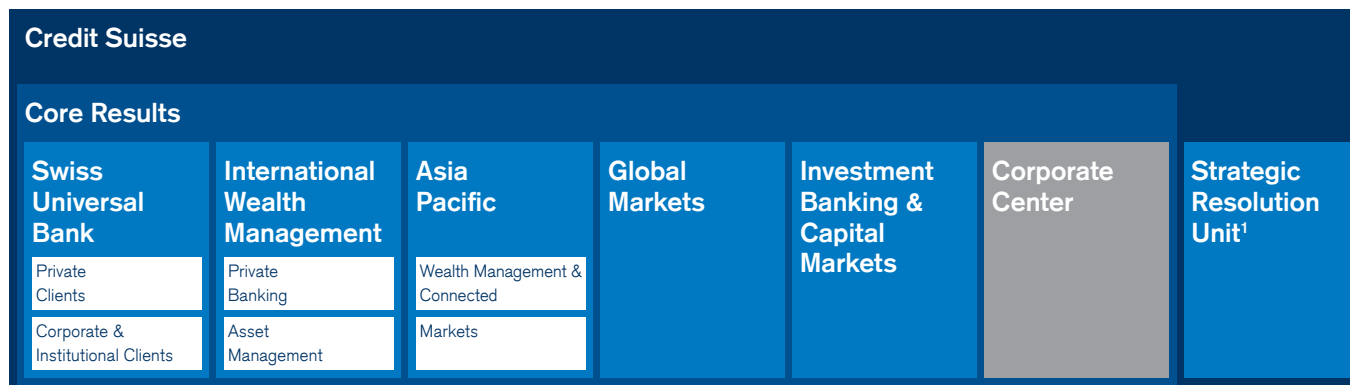 Credit Suisse
Core Results
Swiss
Universal
Bank
Private
Clients
Corporate &
Institutional Clients
International
Wealth
Management
Private
Banking
Asset
Management
Asia
Pacific
Wealth Management &
Connected
Markets
Global
Markets
Investment
Banking &
Capital
Markets
Corporate
Center
Strategic
Resolution
Unit¹